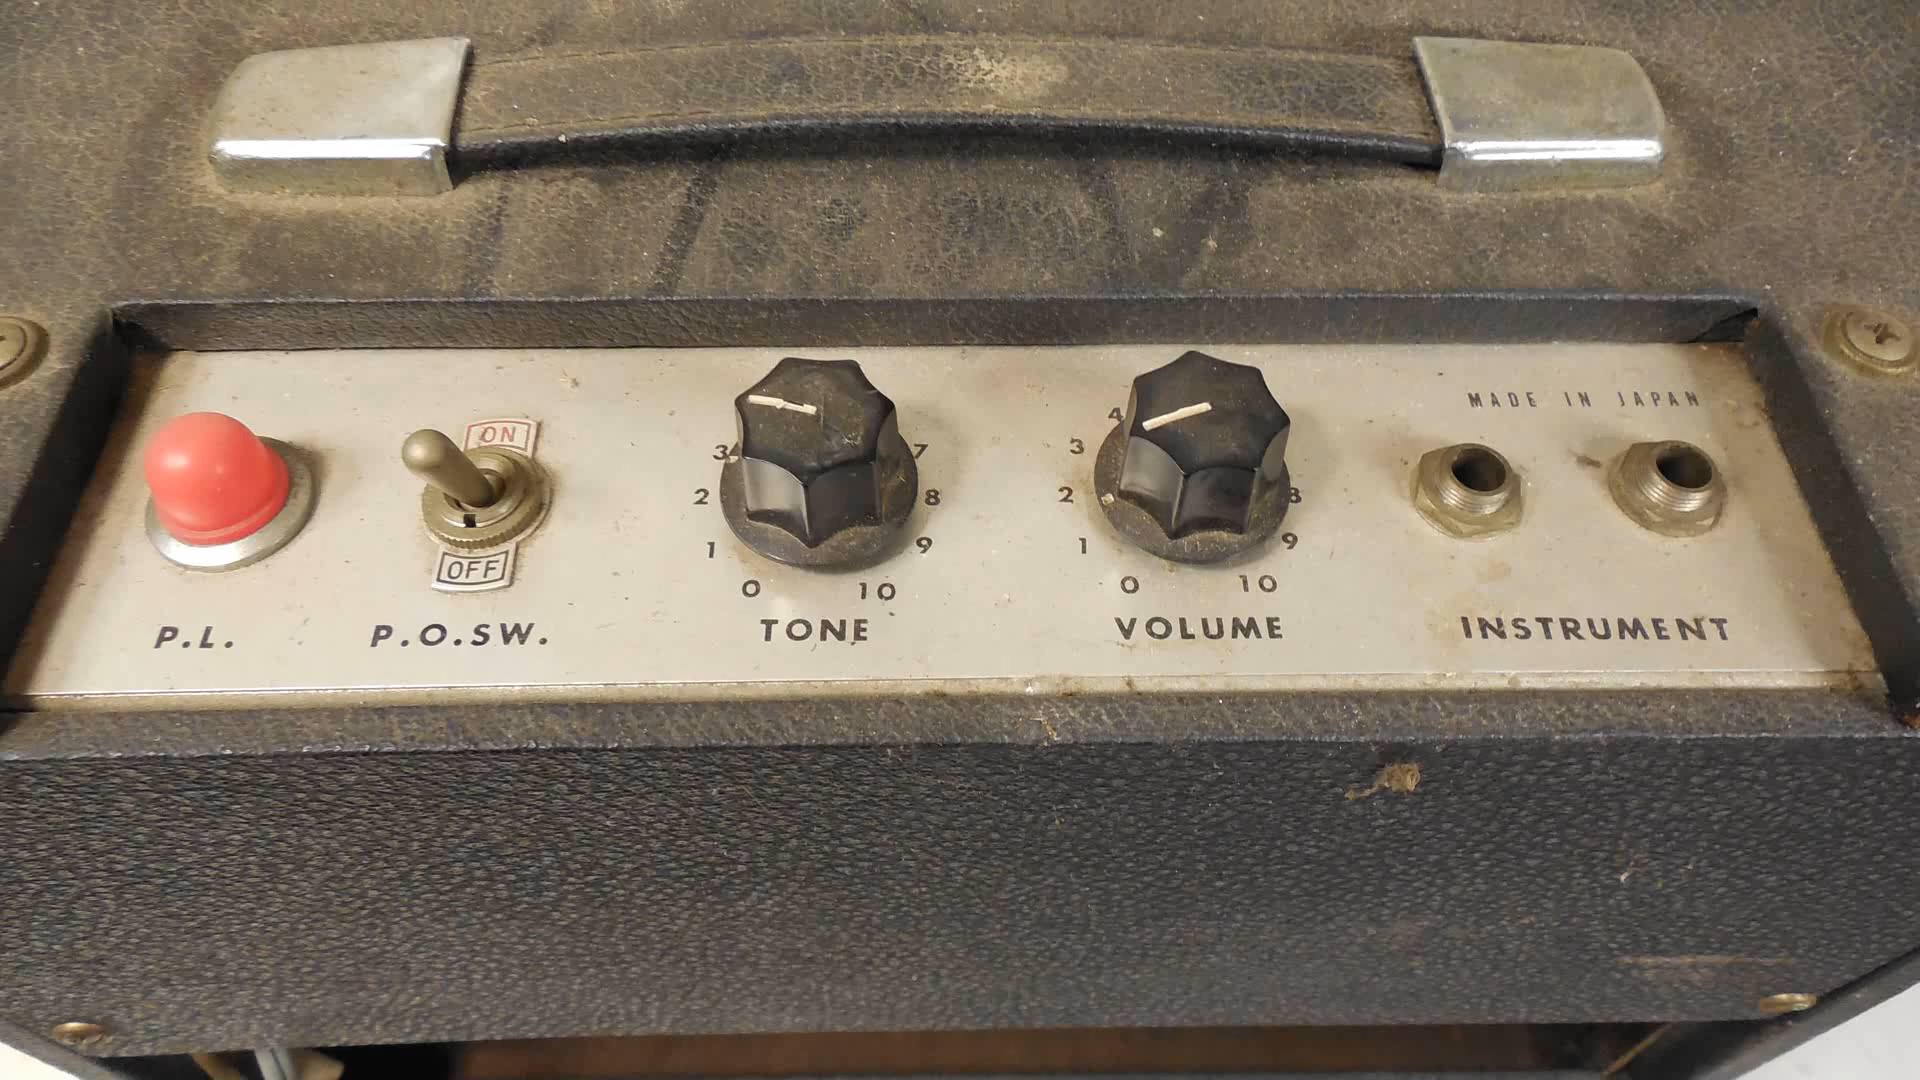 MADE IN JAPAN
ON
OFF
3 7
2 8
1 9
0 10
4
3
2 8
1 9
0 10
P.L. P.O.SW. TONE VOLUME INSTRUMENT